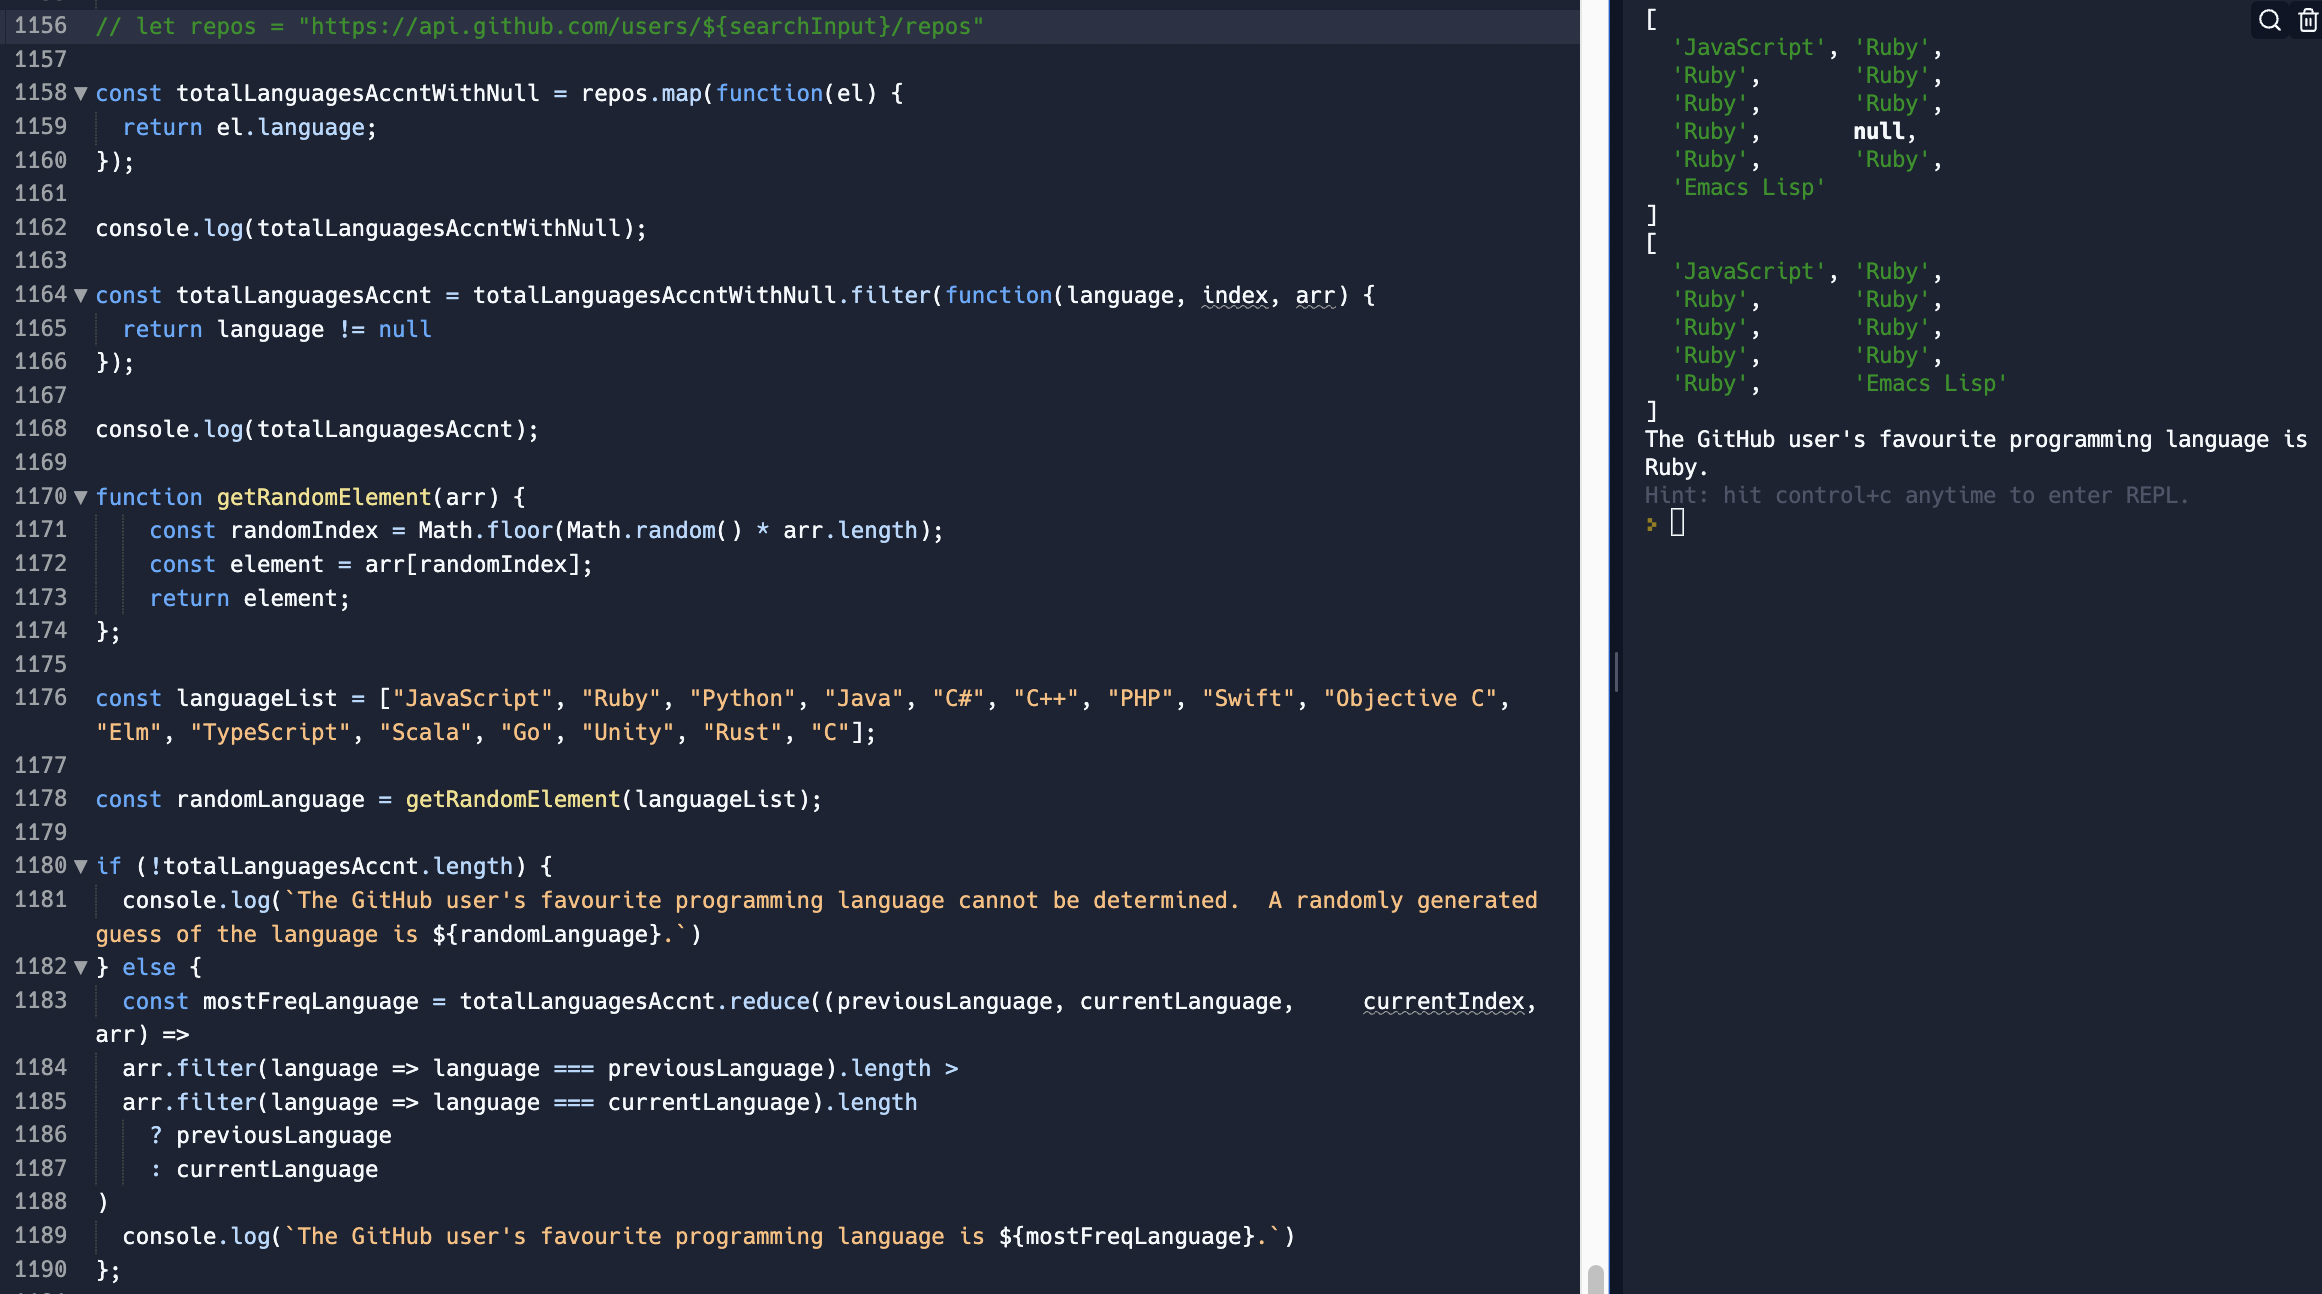 1156 // let repos = "https://api.github.com/users/${searchInput}/repos"
1157
1158 ▼ const totalLanguagesAccntWithNull = repos.map(function(el) {
1159   return el.language;
1160 });
1161
1162 console.log(totalLanguagesAccntWithNull);
1163
1164 ▼ const totalLanguagesAccnt = totalLanguagesAccntWithNull.filter(function(language, index, arr) {
1165   return language != null
1166 });
1167
1168 console.log(totalLanguagesAccnt);
1169
1170 ▼ function getRandomElement(arr) {
1171     const randomIndex = Math.floor(Math.random() * arr.length);
1172     const element = arr[randomIndex];
1173     return element;
1174 };
1175
1176 const languageList = ["JavaScript", "Ruby", "Python", "Java", "C#", "C++", "PHP", "Swift", "Objective C",
"Elm", "TypeScript", "Scala", "Go", "Unity", "Rust", "C"];
1177
1178 const randomLanguage = getRandomElement(languageList);
1179
1180 ▼ if (!totalLanguagesAccnt.length) {
1181   console.log(`The GitHub user's favourite programming language cannot be determined.  A randomly generated
guess of the language is ${randomLanguage}.`)
1182 ▼ } else {
1183   const mostFreqLanguage = totalLanguagesAccnt.reduce((previousLanguage, currentLanguage,     currentIndex,
arr) =>
1184   arr.filter(language => language === previousLanguage).length >
1185   arr.filter(language => language === currentLanguage).length
1186     ? previousLanguage
1187     : currentLanguage
1188 )
1189   console.log(`The GitHub user's favourite programming language is ${mostFreqLanguage}.`)
1190 };
[
  'JavaScript', 'Ruby',
  'Ruby',       'Ruby',
  'Ruby',       'Ruby',
  'Ruby',       null,
  'Ruby',       'Ruby',
  'Emacs Lisp'
]
[
  'JavaScript', 'Ruby',
  'Ruby',       'Ruby',
  'Ruby',       'Ruby',
  'Ruby',       'Ruby',
  'Ruby',       'Emacs Lisp'
]
The GitHub user's favourite programming language is
Ruby.
Hint: hit control+c anytime to enter REPL.